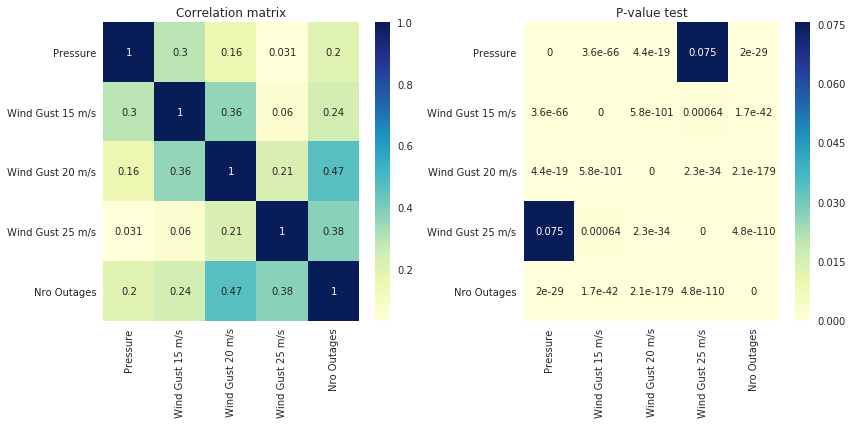 Correlation matrix
Pressure 1 0.3 0.16 0.031 0.2
Wind Gust 15 m/s 0.3 1 0.36 0.06 0.24
Wind Gust 20 m/s 0.16 0.36 1 0.21 0.47
Wind Gust 25 m/s 0.031 0.06 0.21 1 0.38
Nro Outages 0.2 0.24 0.47 0.38 1
Pressure
Wind Gust 15 m/s
Wind Gust 20 m/s
Wind Gust 25 m/s
Nro Outages
1.0
0.8
0.6
0.4
0.2
P-value test
Pressure 0 3.6e-66 4.4e-19 0.075 2e-29
Wind Gust 15 m/s 3.6e-66 0 5.8e-101 0.00064 1.7e-42
Wind Gust 20 m/s 4.4e-19 5.8e-101 0 2.3e-34 2.1e-179
Wind Gust 25 m/s 0.075 0.00064 2.3e-34 0 4.8e-110
Nro Outages 2e-29 1.7e-42 2.1e-179 4.8e-110 0
Pressure
Wind Gust 15 m/s
Wind Gust 20 m/s
Wind Gust 25 m/s
Nro Outages
0.075
0.060
0.045
0.030
0.015
0.000